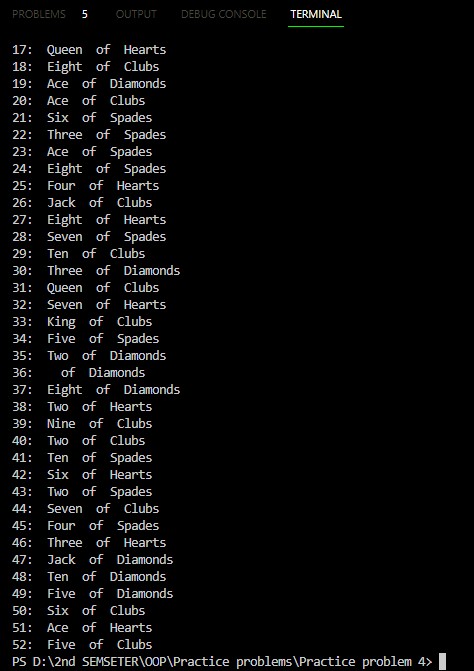 PROBLEMS 5 OUTPUT DEBUG CONSOLE TERMINAL
17: Queen of Hearts
18: Eight of Clubs
19: Ace of Diamonds
20: Ace of Clubs
21: Six of Spades
22: Three of Spades
23: Ace of Spades
24: Eight of Spades
25: Four of Hearts
26: Jack of Clubs
27: Eight of Hearts
28: Seven of Spades
29: Ten of Clubs
30: Three of Diamonds
31: Queen of Clubs
32: Seven of Hearts
33: King of Clubs
34: Five of Spades
35: Two of Diamonds
36: of Diamonds
37: Eight of Diamonds
38: Two of Hearts
39: Nine of Clubs
40: Two of Clubs
41: Ten of Spades
42: Six of Hearts
43: Two of Spades
44: Seven of Clubs
45: Four of Spades
46: Three of Hearts
47: Jack of Diamonds
48: Ten of Diamonds
49: Five of Diamonds
50: Six of Clubs
51: Ace of Hearts
52: Five of Clubs
PS D:\2nd SEMSETER\OOP\Practice problems\Practice problem 4>